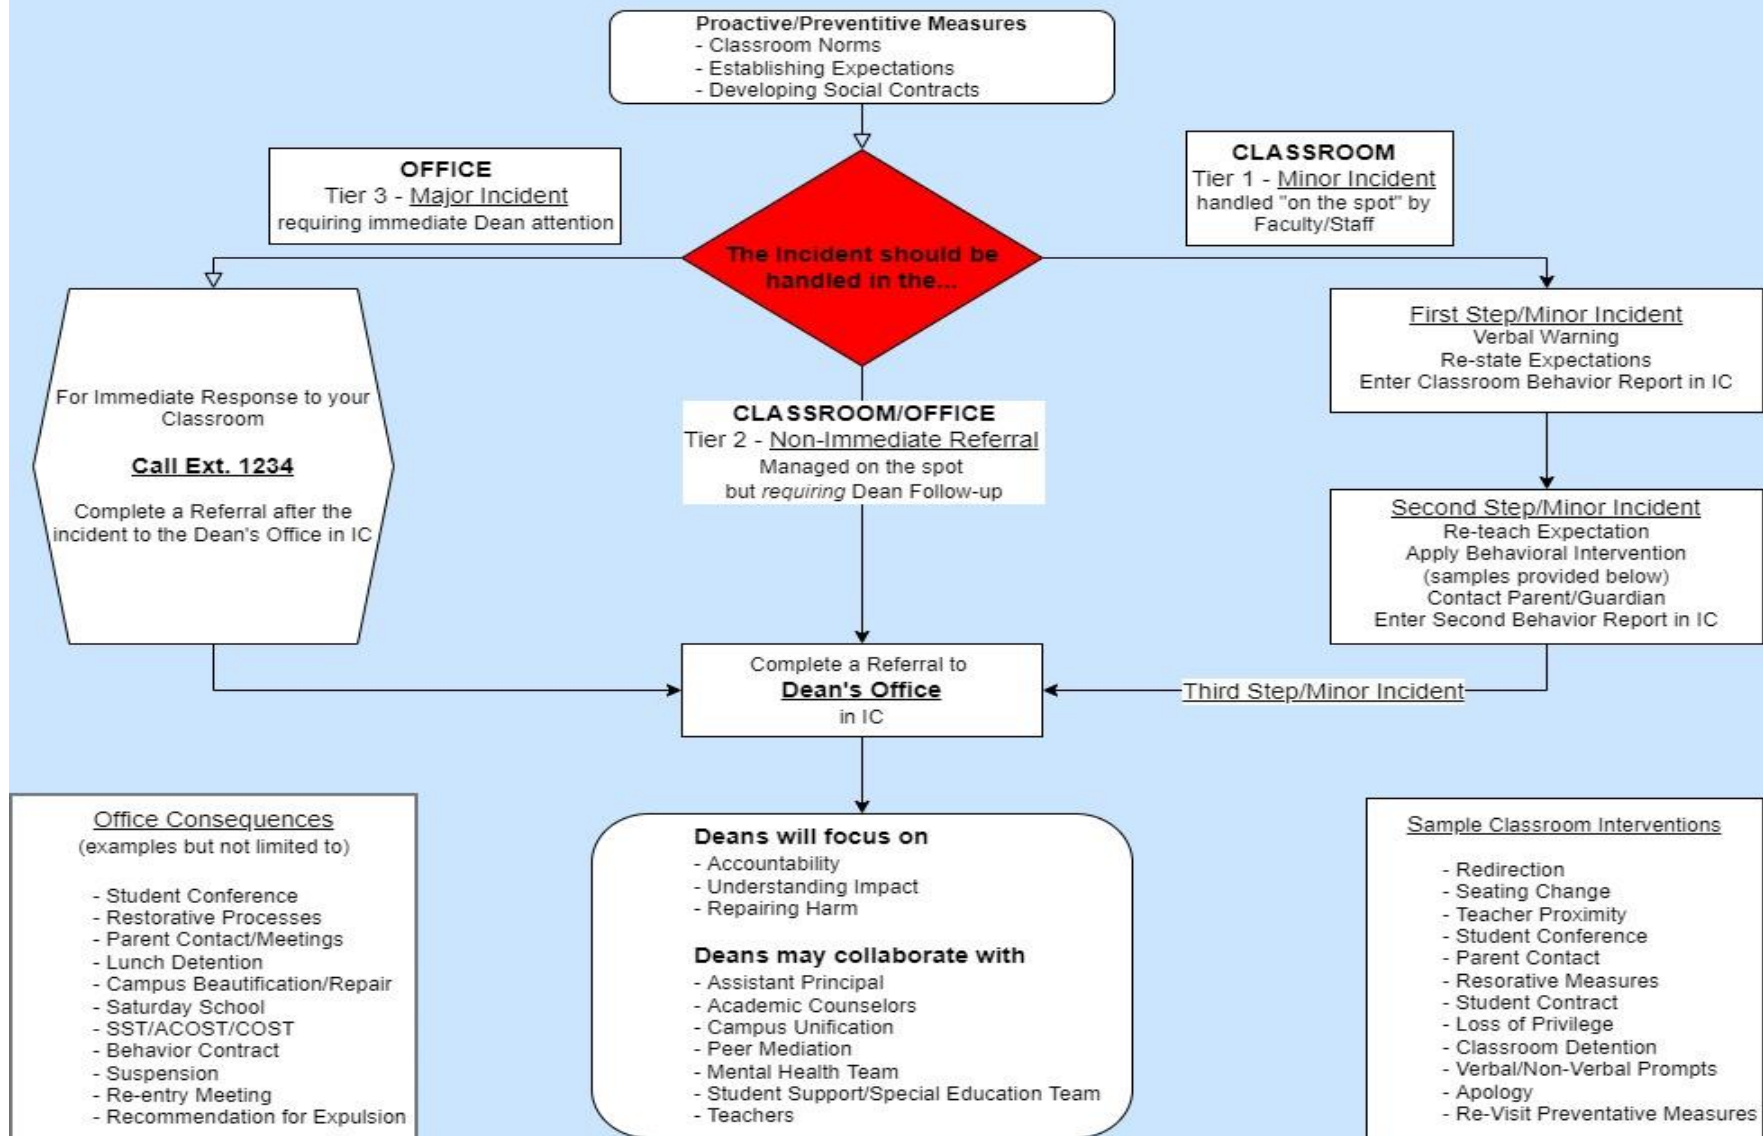 Proactive/Preventitive Measures
- Classroom Norms
- Establishing Expectations
- Developing Social Contracts
OFFICE
Tier 3 - Major Incident
requiring immediate Dean attention
CLASSROOM
Tier 1 - Minor Incident
handled "on the spot" by
Faculty/Staff
The Incident should be
handled in the...
For Immediate Response to your
Classroom
Call Ext. 1234
Complete a Referral after the
incident to the Dean's Office in IC
CLASSROOM/OFFICE
Tier 2 - Non-Immediate Referral
Managed on the spot
but requiring Dean Follow-up
First Step/Minor Incident
Verbal Warning
Re-state Expectations
Enter Classroom Behavior Report in IC
Second Step/Minor Incident
Re-teach Expectation
Apply Behavioral Intervention
(samples provided below)
Contact Parent/Guardian
Enter Second Behavior Report in IC
Third Step/Minor Incident
Complete a Referral to
Dean's Office
in IC
Office Consequences
(examples but not limited to)
- Student Conference
- Restorative Processes
- Parent Contact/Meetings
- Lunch Detention
- Campus Beautification/Repair
- Saturday School
- SST/ACOST/COST
- Behavior Contract
- Suspension
- Re-entry Meeting
- Recommendation for Expulsion
Deans will focus on
- Accountability
- Understanding Impact
- Repairing Harm
Deans may collaborate with
- Assistant Principal
- Academic Counselors
- Campus Unification
- Peer Mediation
- Mental Health Team
- Student Support/Special Education Team
- Teachers
Sample Classroom Interventions
- Redirection
- Seating Change
- Teacher Proximity
- Student Conference
- Parent Contact
- Resorative Measures
- Student Contract
- Loss of Privilege
- Classroom Detention
- Verbal/Non-Verbal Prompts
- Apology
- Re-Visit Preventative Measures